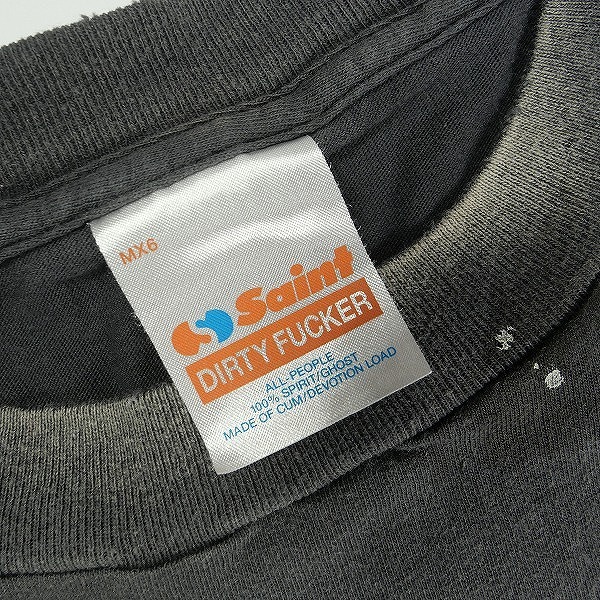 MX6
Saint
DIRTY FUCKER
ALL-PEOPLE
100% SPIRIT/GHOST
MADE OF CUM/DEVOTION LOAD